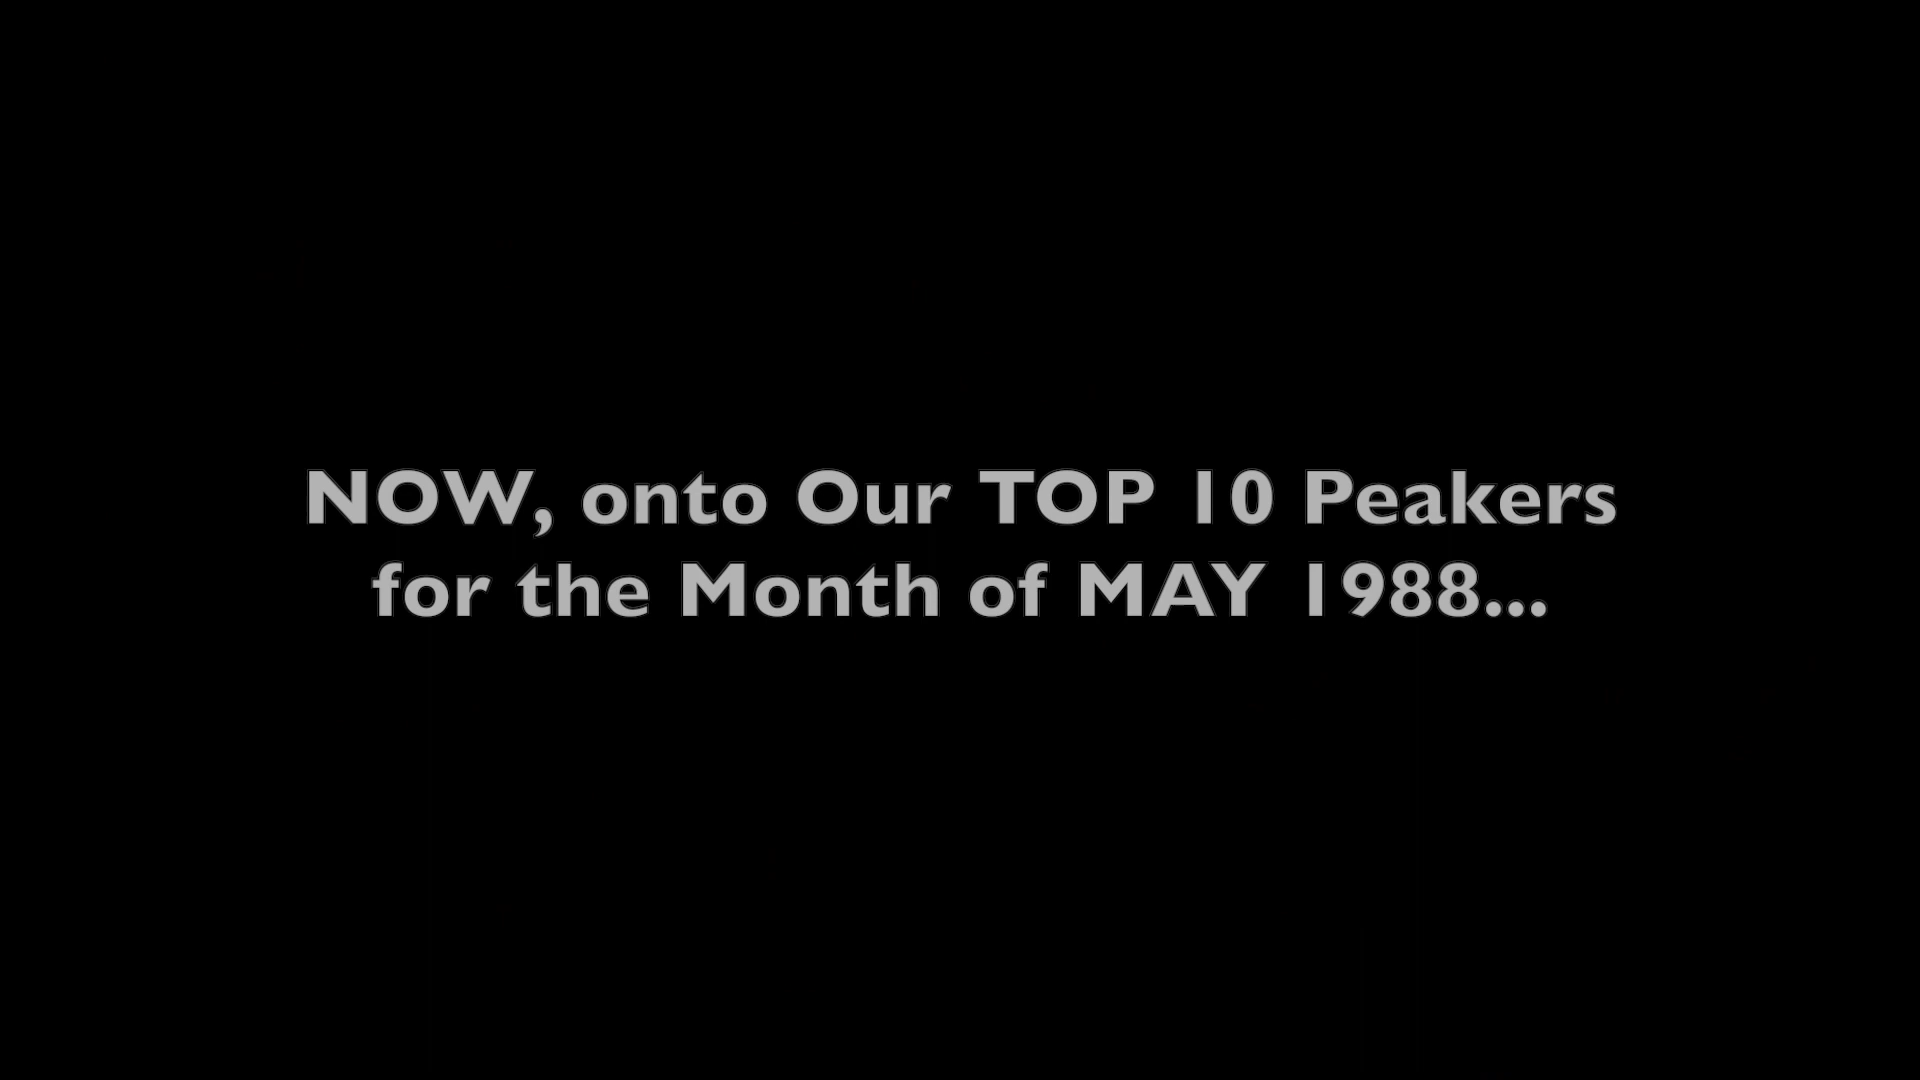 NOW, onto Our TOP 10 Peakers
for the Month of MAY 1988...